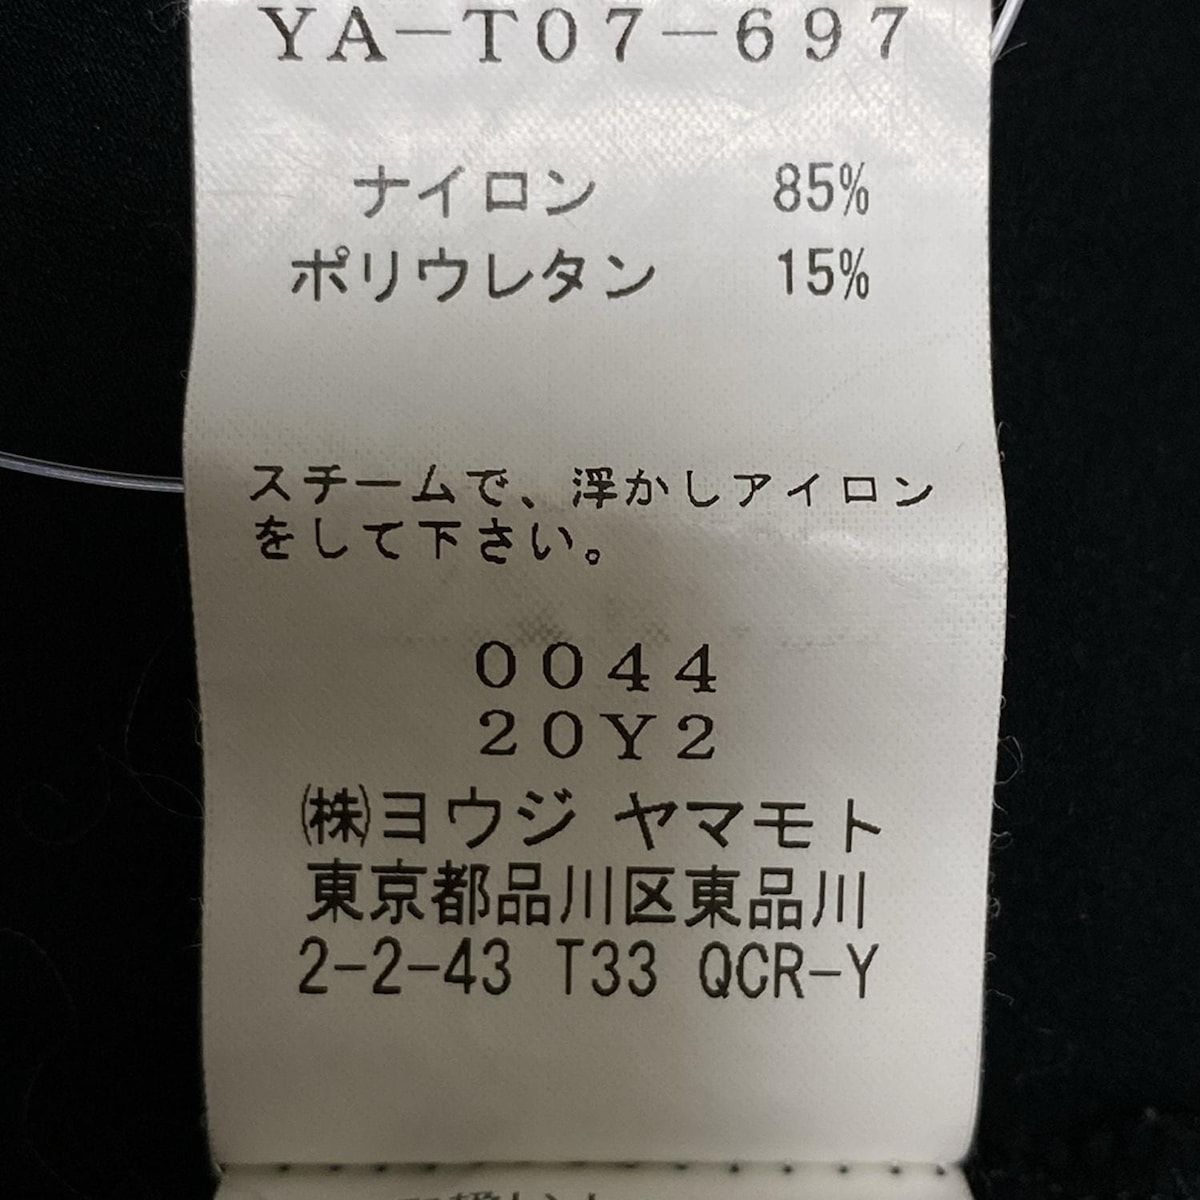 YA-T07-697
ナイロン 85%
ポリウレタン 15%
スチームで、浮かしアイロン
をして下さい。
0044
20Y2
㈱ヨウジ ヤマモト
東京都品川区東品川
2-2-43 T33 QCR-Y